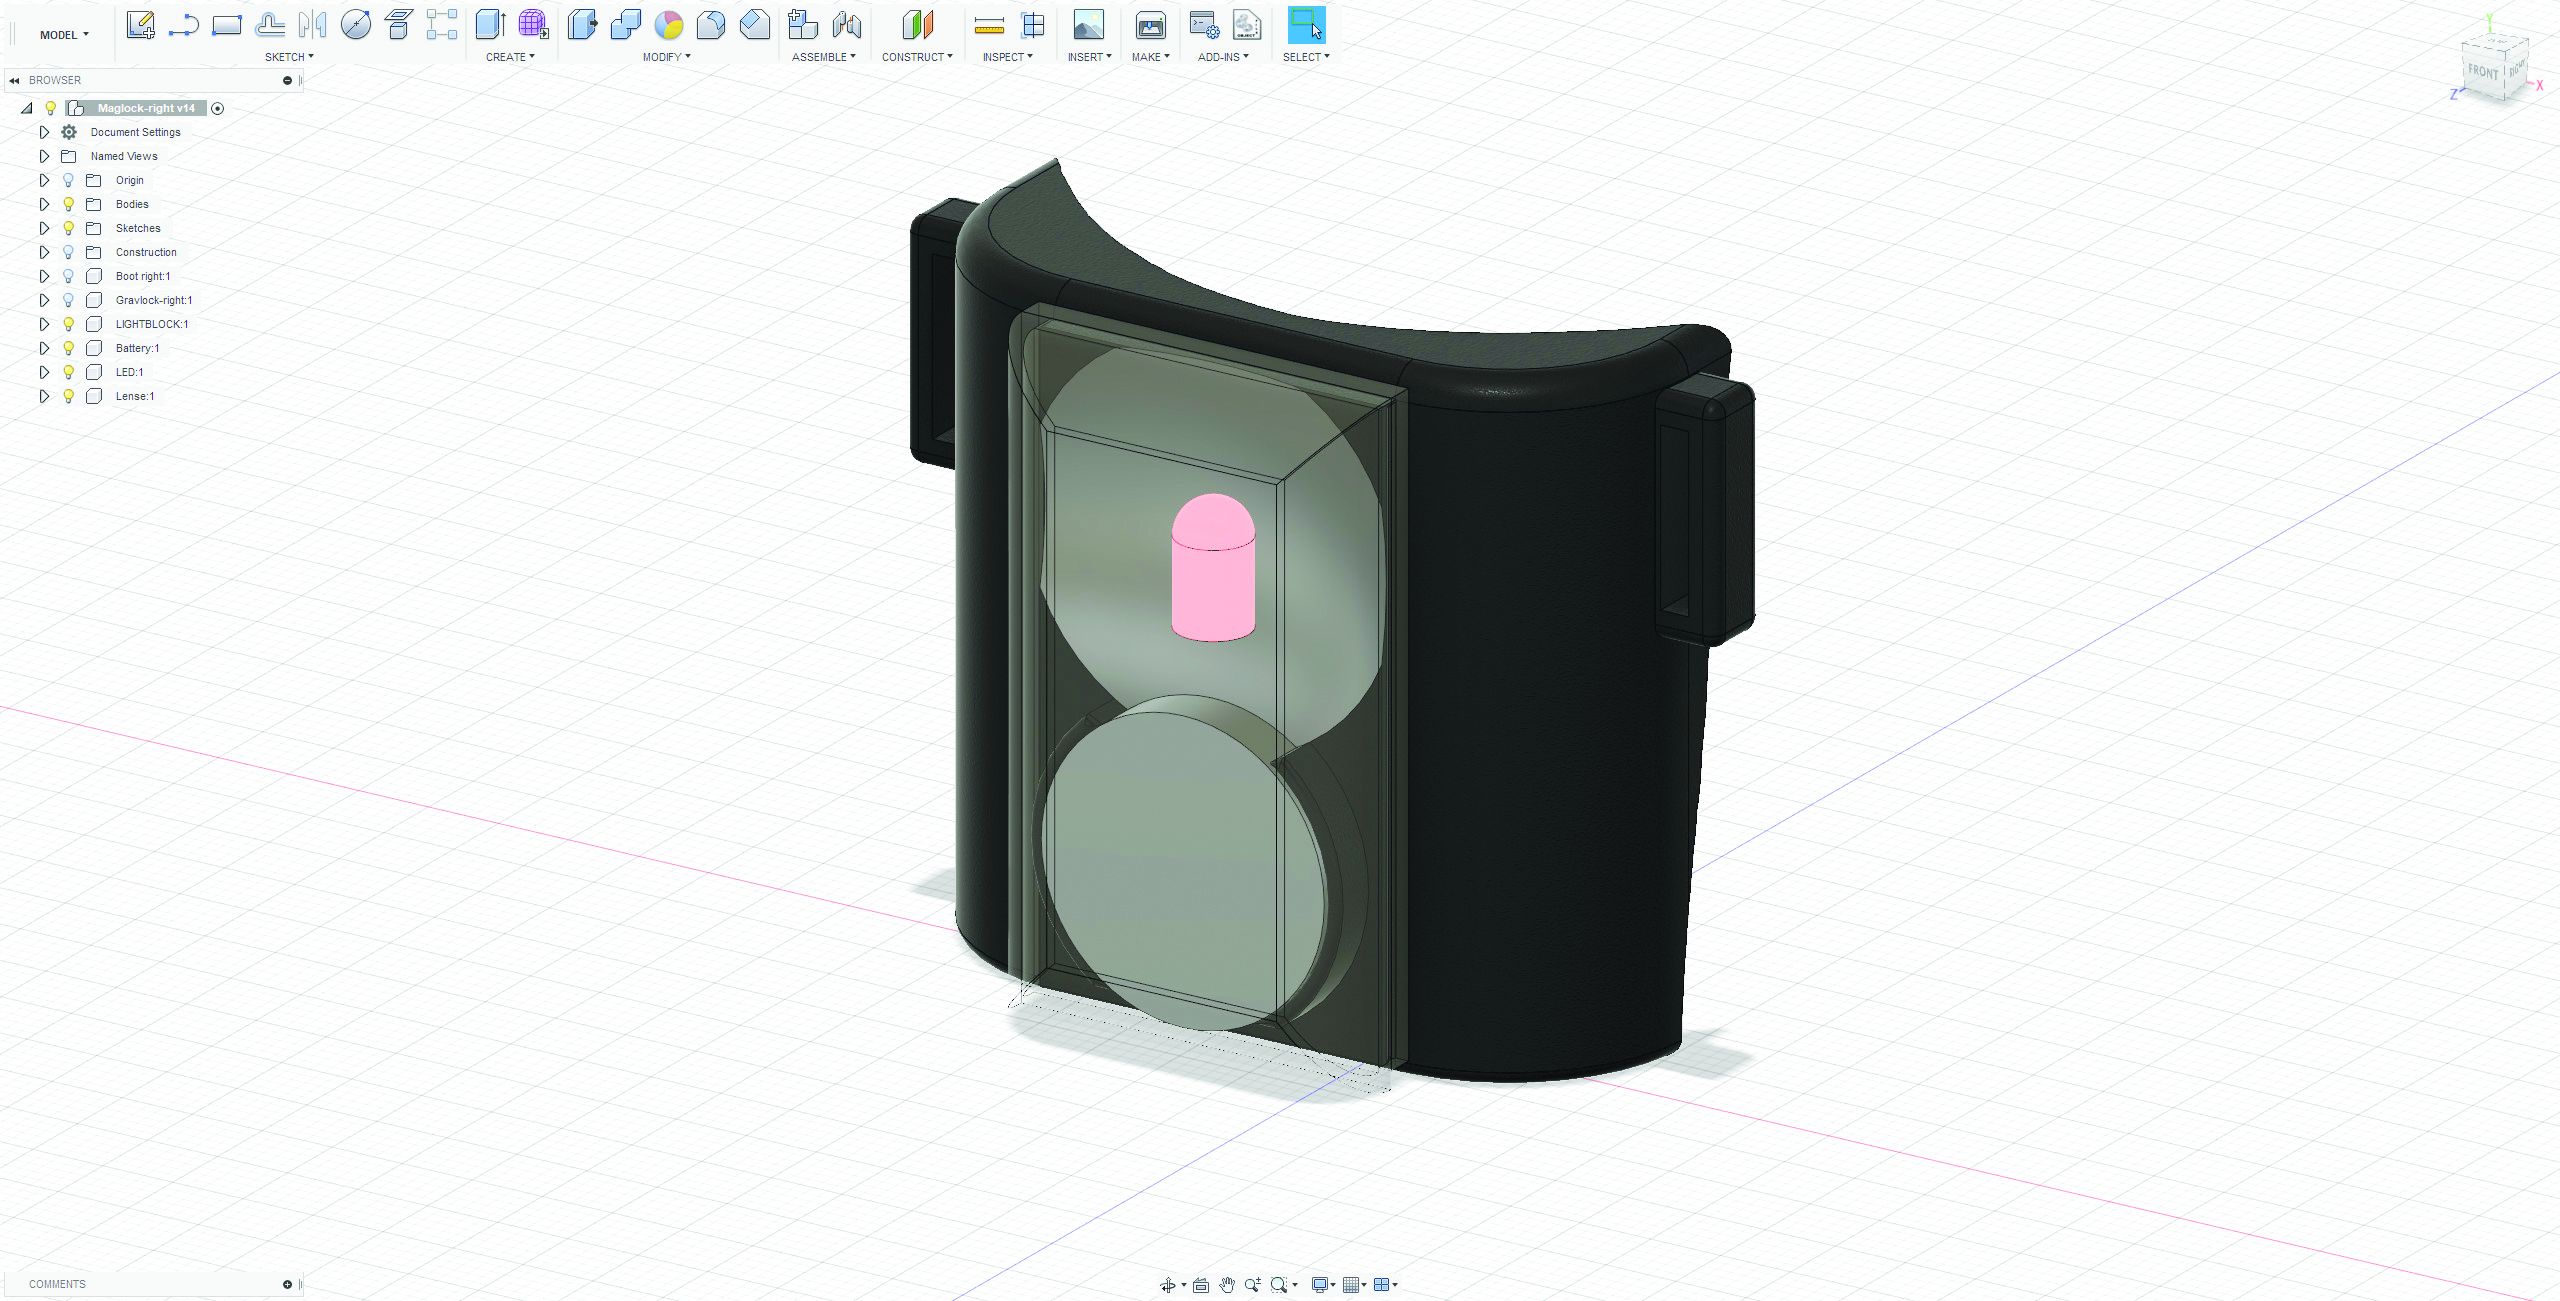 MODEL
SKETCH
CREATE
MODIFY
ASSEMBLE
CONSTRUCT
INSPECT
INSERT
MAKE
ADD-INS
SELECT
BROWSER
Maglock-right v14
Document Settings
Named Views
Origin
Bodies
Sketches
Construction
Boot right:1
Gravlock-right:1
LIGHTBLOCK:1
Battery:1
LED:1
Lense:1
Y
FRONT
RIGHT
Z
X
COMMENTS